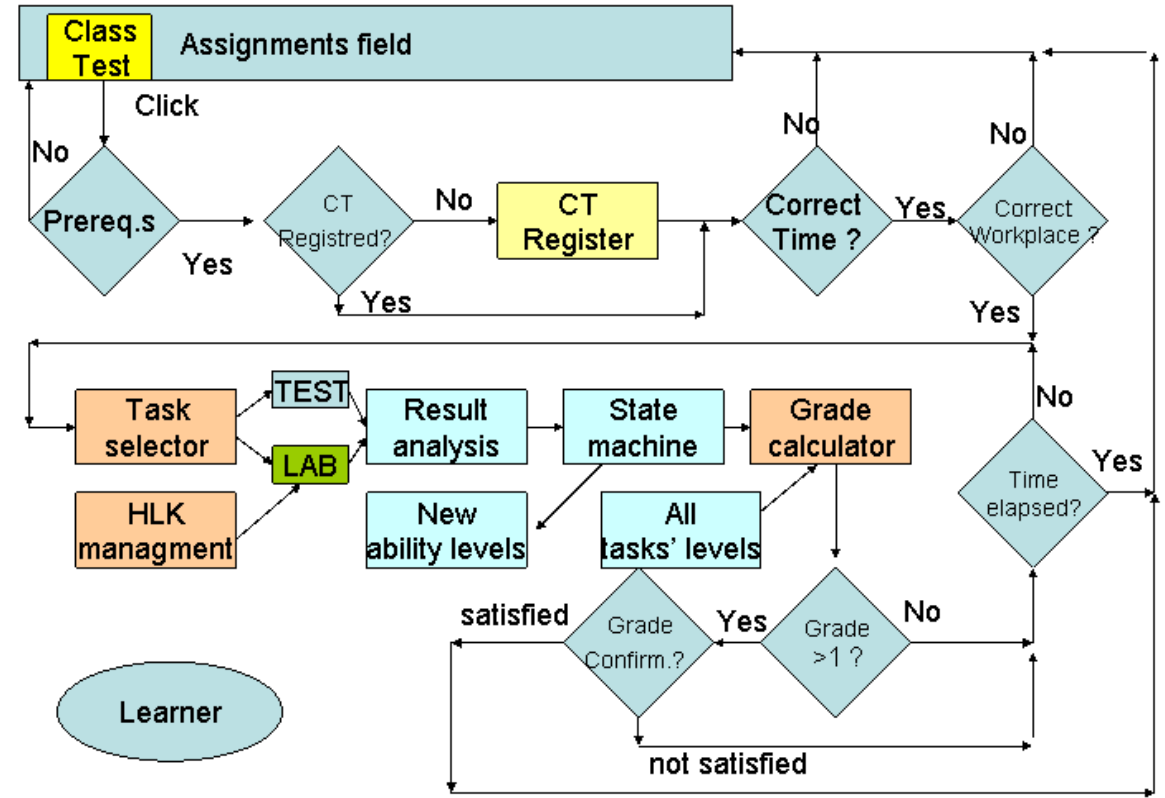 Class
Test
Assignments field
Click
No
No
No
Prereq.s
Yes
CT
Registred?
No
Yes
CT
Register
Correct
Time ?
Yes
Correct
Workplace ?
Yes
Task
selector
TEST
LAB
HLK
managment
Result
analysis
State
machine
Grade
calculator
New
ability levels
All
tasks' levels
No
Time
elapsed?
Yes
satisfied
Grade
Confirm.?
Yes
Grade
>1 ?
No
not satisfied
Learner